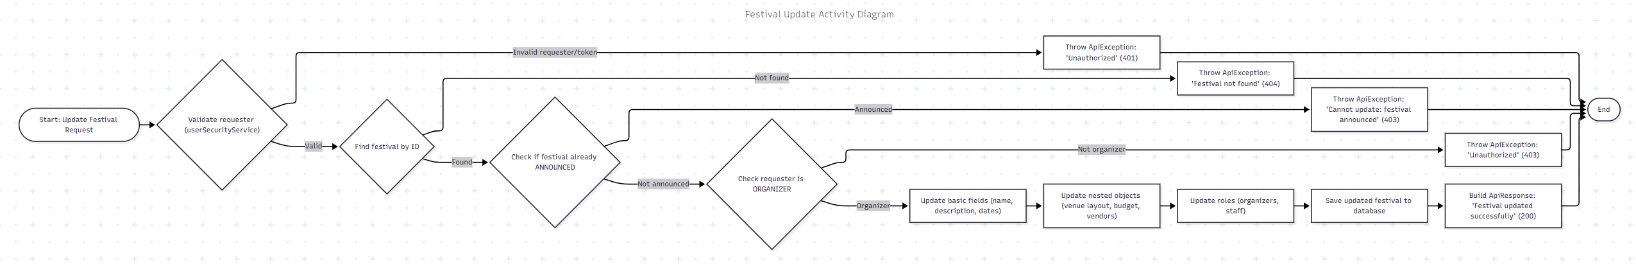 Festival Update Activity Diagram
Start: Update Festival
Request
Validate requester
(userSecurityService)
Invalid requester/token
Throw ApiException:
'Unauthorized' (401)
Valid
Find festival by ID
Not found
Throw ApiException:
'Festival not found' (404)
Found
Check if festival already
ANNOUNCED
Announced
Throw ApiException:
'Cannot update: festival
announced' (403)
Not announced
Check requester is
ORGANIZER
Not organizer
Throw ApiException:
'Unauthorized' (403)
Organizer
Update basic fields (name,
description, dates)
Update nested objects
(venue layout, budget,
vendors)
Update roles (organizers,
staff)
Save updated festival to
database
Build ApiResponse:
'Festival updated
successfully' (200)
End